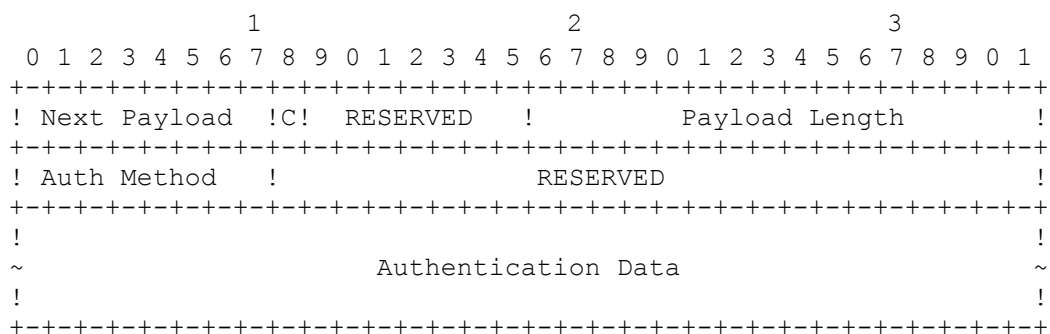 1                   2                   3
 0 1 2 3 4 5 6 7 8 9 0 1 2 3 4 5 6 7 8 9 0 1 2 3 4 5 6 7 8 9 0 1
+-+-+-+-+-+-+-+-+-+-+-+-+-+-+-+-+-+-+-+-+-+-+-+-+-+-+-+-+-+-+-+-+
! Next Payload  !C!  RESERVED   !         Payload Length        !
+-+-+-+-+-+-+-+-+-+-+-+-+-+-+-+-+-+-+-+-+-+-+-+-+-+-+-+-+-+-+-+-+
! Auth Method   !                RESERVED                       !
+-+-+-+-+-+-+-+-+-+-+-+-+-+-+-+-+-+-+-+-+-+-+-+-+-+-+-+-+-+-+-+-+
!                                                               !
~                      Authentication Data                      ~
!                                                               !
+-+-+-+-+-+-+-+-+-+-+-+-+-+-+-+-+-+-+-+-+-+-+-+-+-+-+-+-+-+-+-+-+